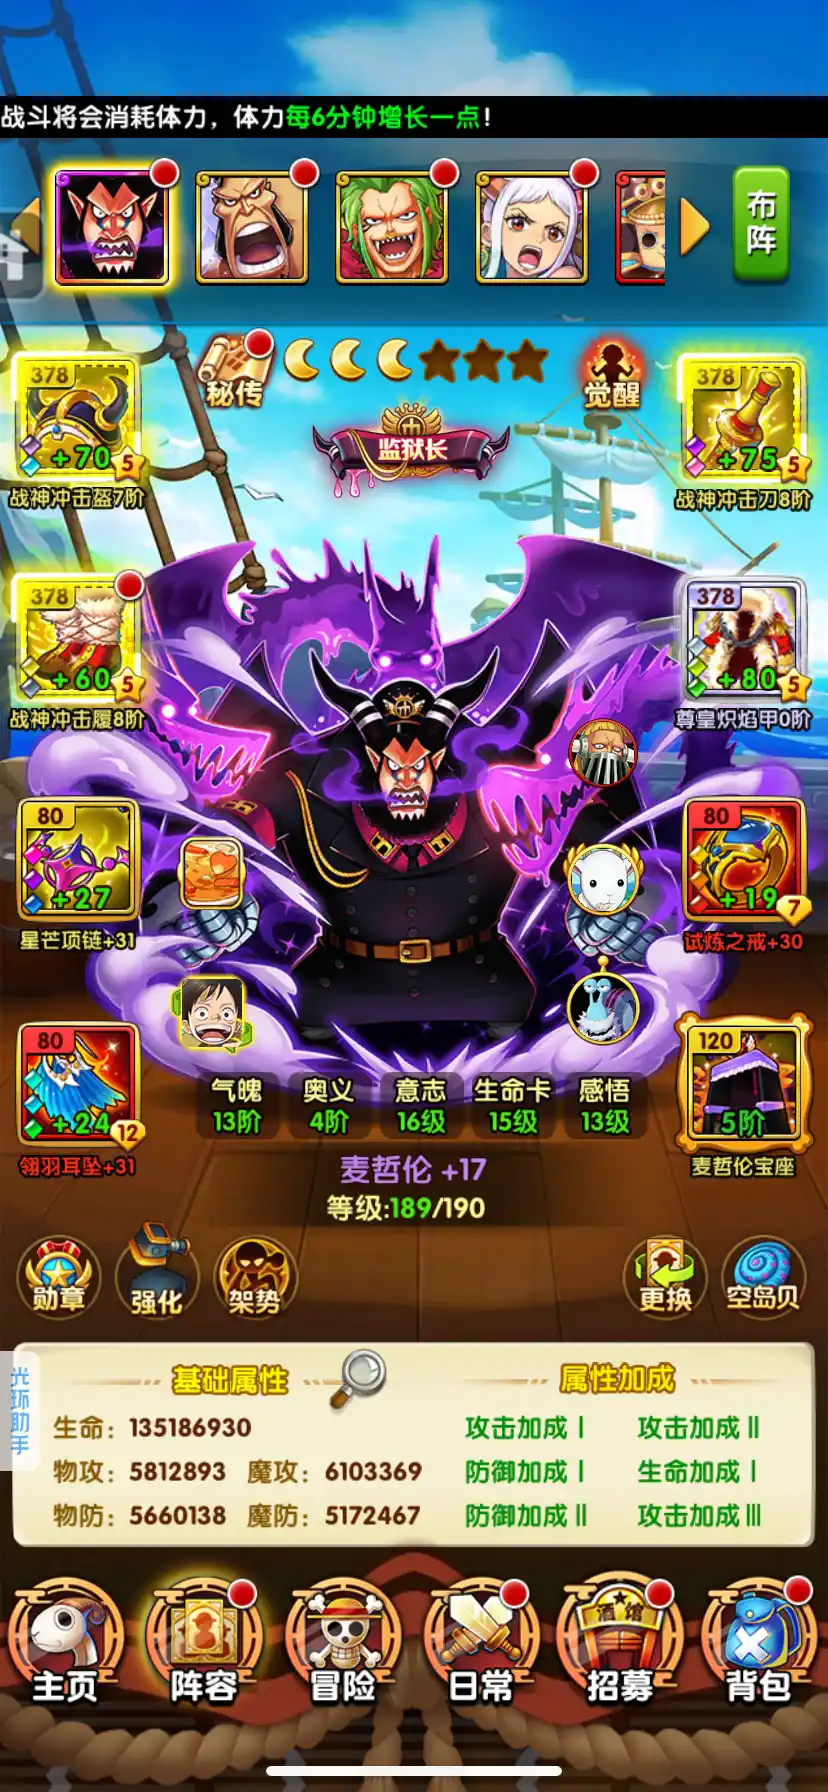 战斗将会消耗体力，体力每6分钟增长一点！
布阵
秘传
觉醒
监狱长
378
+70
5
战神冲击盔7阶
378
+75
5
战神冲击刀8阶
378
+60
5
战神冲击履8阶
378
+80
5
尊皇炽焰甲0阶
80
+27
星芒项链+31
80
+19
7
试炼之戒+30
80
+24
12
翎羽耳坠+31
120
5阶
麦哲伦宝座
气魄 奥义 意志 生命卡 感悟
13阶 4阶 16级 15级 13级
麦哲伦 +17
等级:189/190
勋章 强化 架势 更换 空岛贝
光环助手
基础属性 属性加成
生命：135186930 攻击加成Ⅰ 攻击加成Ⅱ
物攻：5812893 魔攻：6103369 防御加成Ⅰ 生命加成Ⅰ
物防：5660138 魔防：5172467 防御加成Ⅱ 攻击加成Ⅲ
酒馆
主页 阵容 冒险 日常 招募 背包